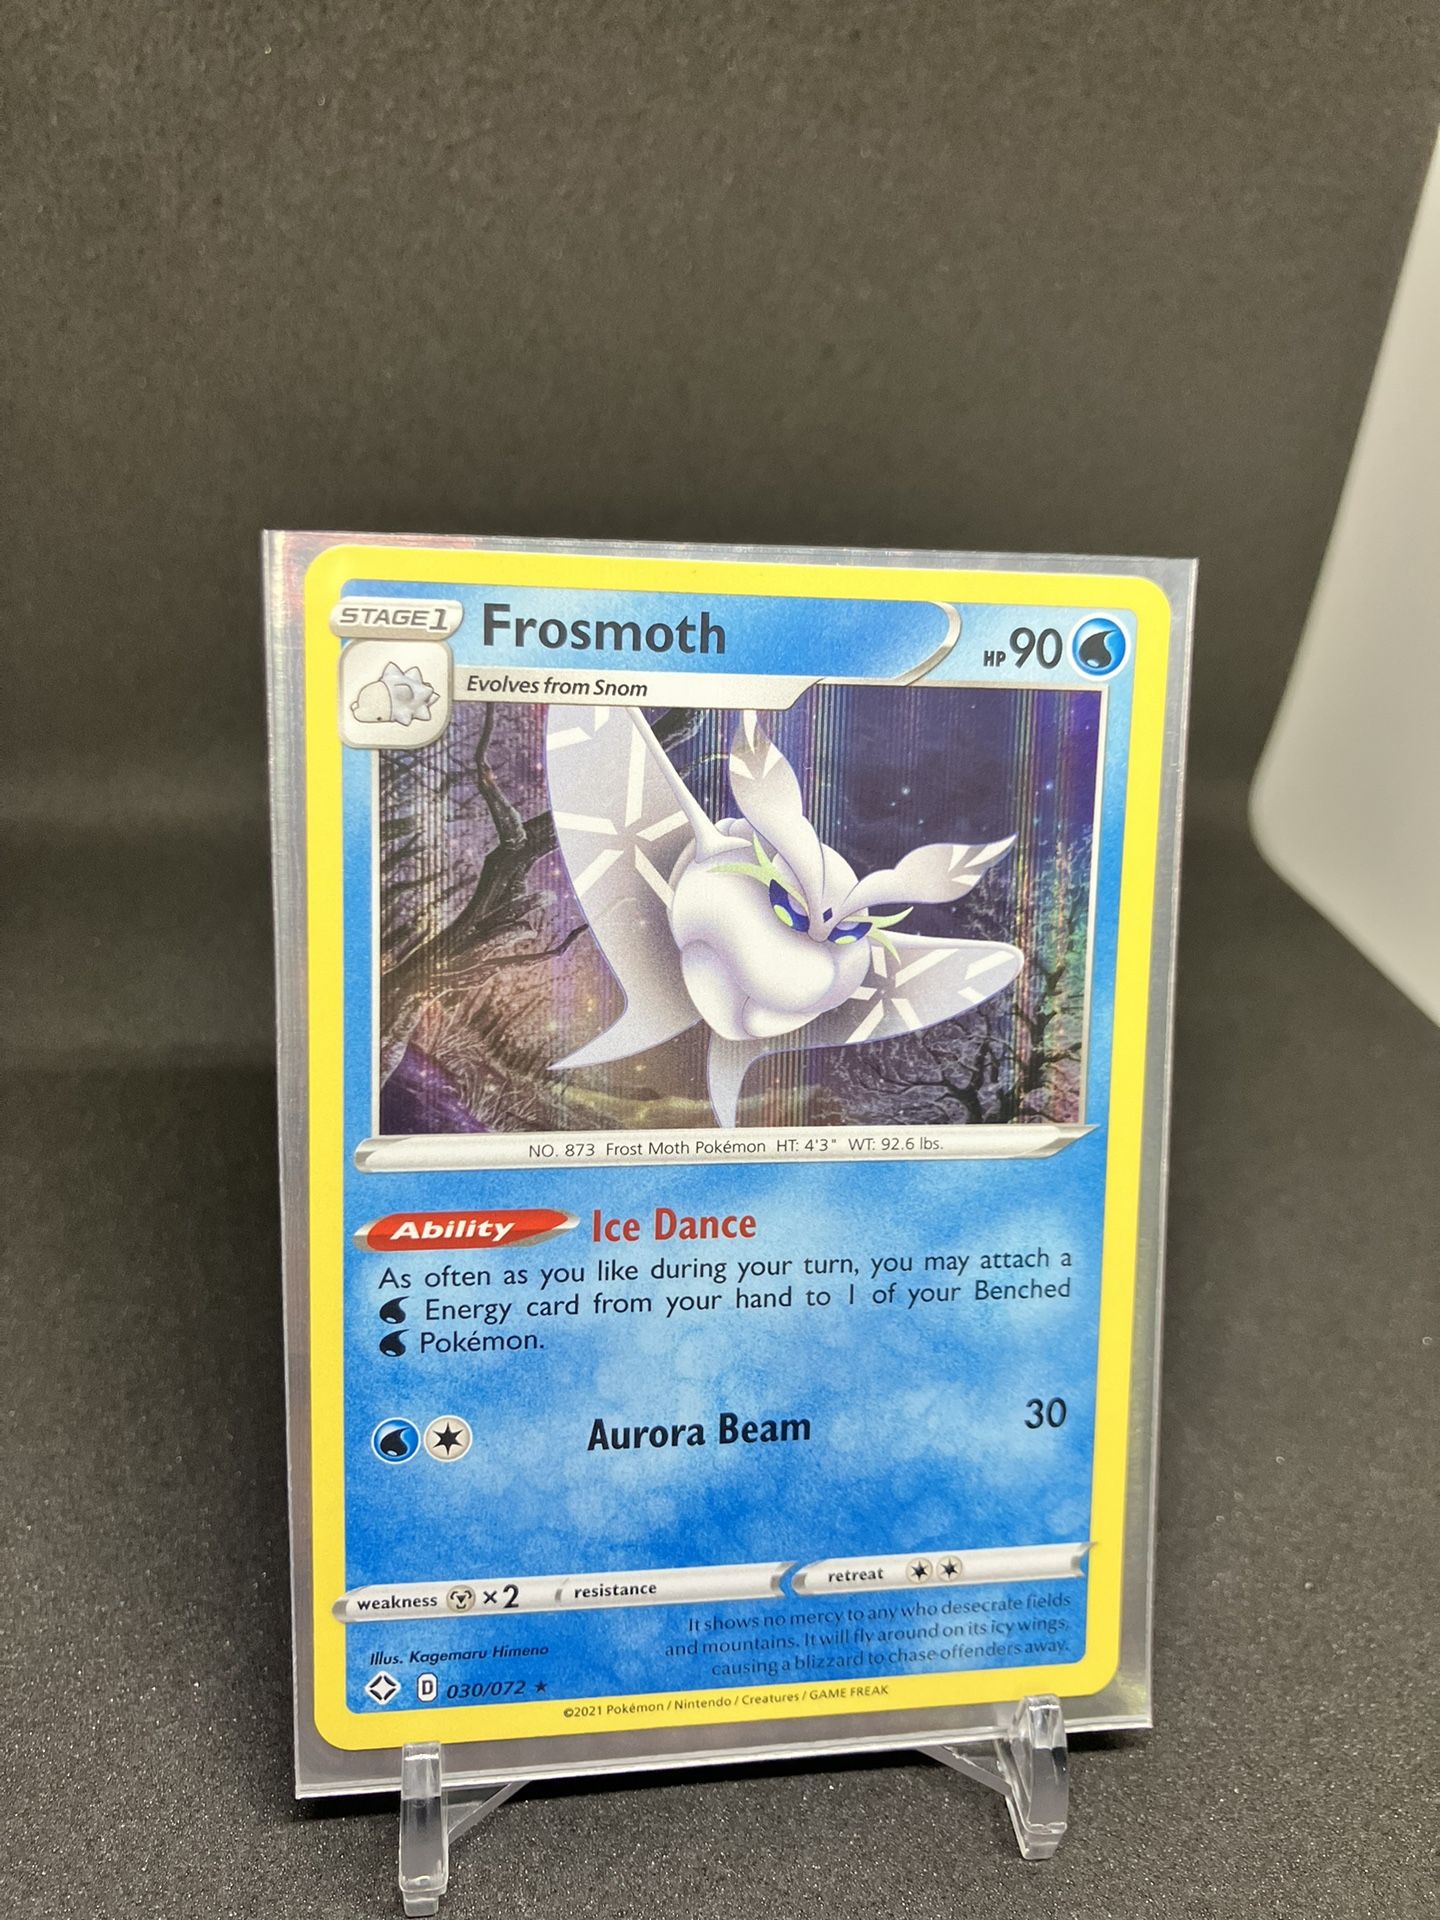 STAGE 1
Frosmoth
HP 90
Evolves from Snom
NO. 873 Frost Moth Pokémon HT: 4'3" WT: 92.6 lbs.
Ability Ice Dance
As often as you like during your turn, you may attach a
Energy card from your hand to 1 of your Benched
Pokémon.
Aurora Beam 30
weakness ×2 resistance retreat
It shows no mercy to any who desecrate fields
and mountains. It will fly around on its icy wings,
causing a blizzard to chase offenders away.
Illus. Kagemaru Himeno
D 030/072 ★
©2021 Pokémon / Nintendo / Creatures / GAME FREAK